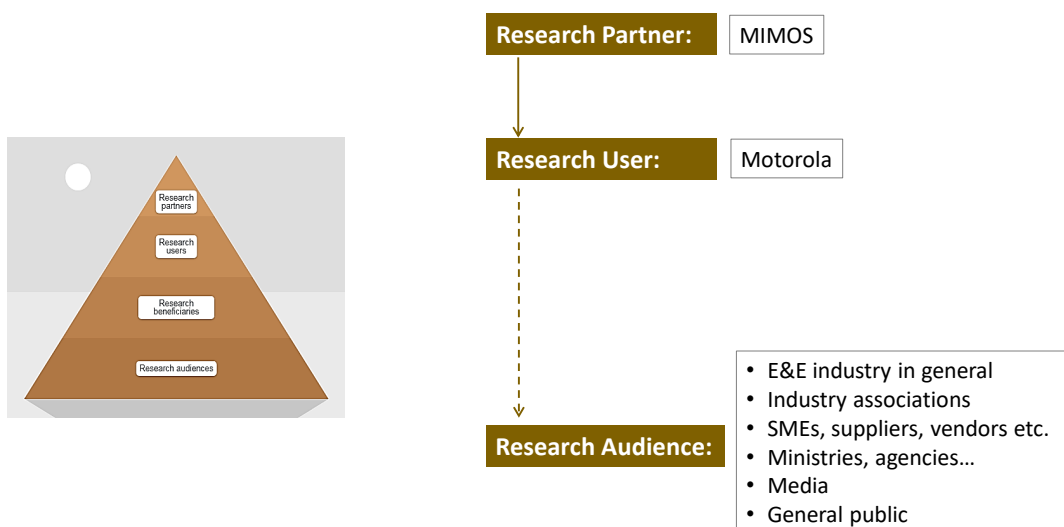 Research Partner:
MIMOS
Research User:
Motorola
Research
partners
Research
users
Research
beneficiaries
Research audiences
Research Audience:
• E&E industry in general
• Industry associations
• SMEs, suppliers, vendors etc.
• Ministries, agencies…
• Media
• General public